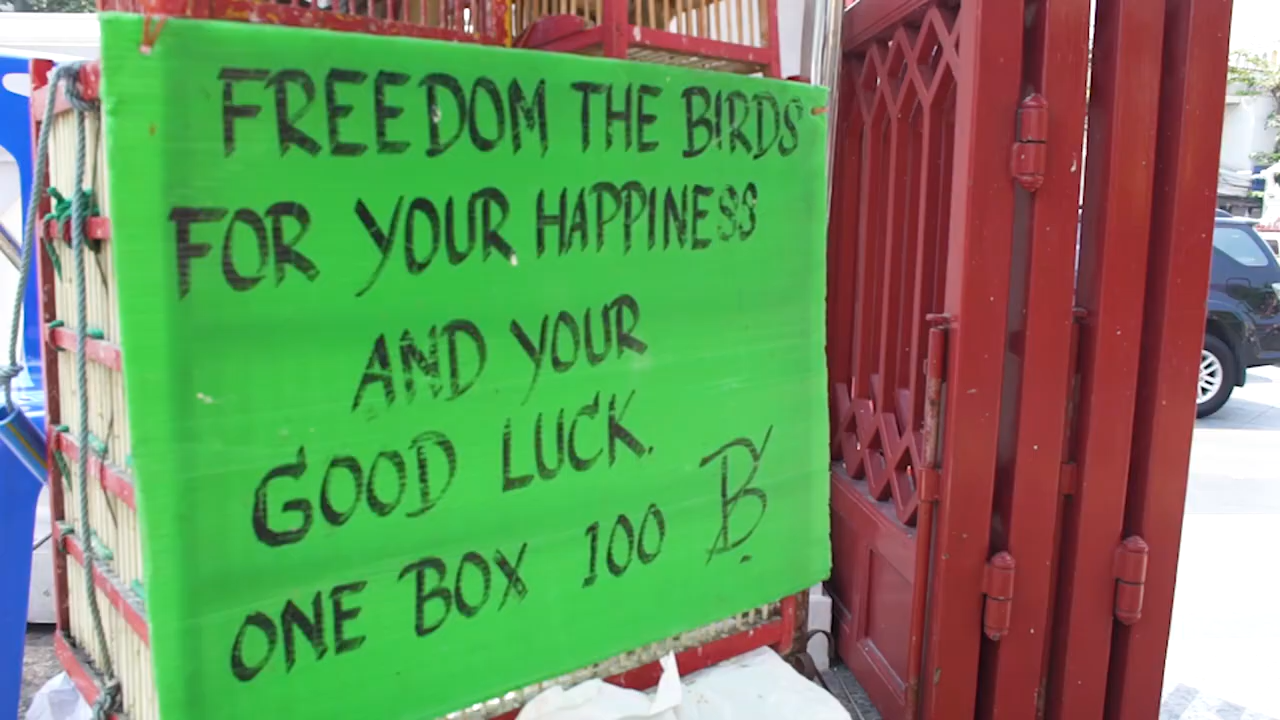 FREEDOM THE BIRDS
FOR YOUR HAPPINESS
AND YOUR
GOOD LUCK.
ONE BOX 100 ฿